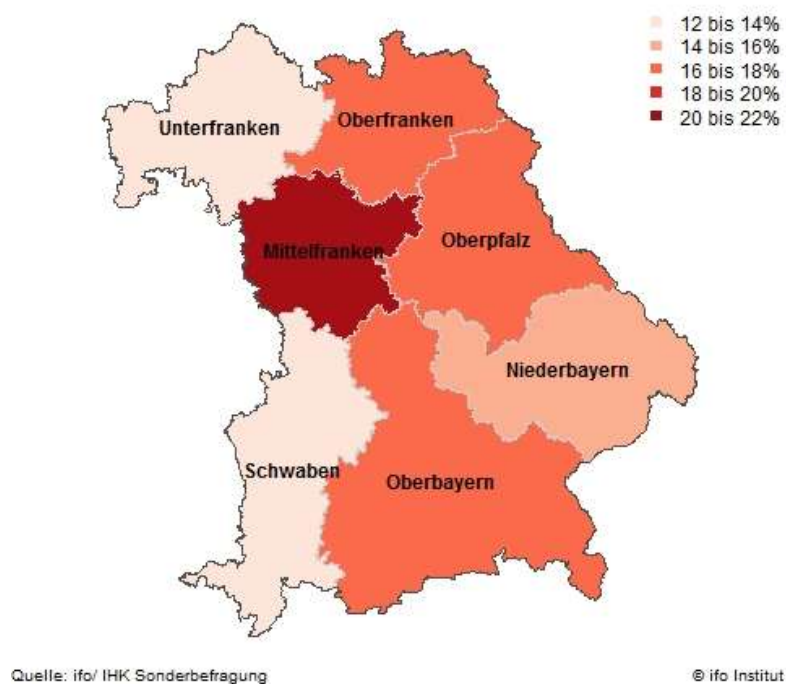 12 bis 14%
14 bis 16%
16 bis 18%
18 bis 20%
20 bis 22%
Unterfranken
Oberfranken
Mittelfranken
Oberpfalz
Niederbayern
Schwaben
Oberbayern
Quelle: ifo/ IHK Sonderbefragung
© ifo Institut